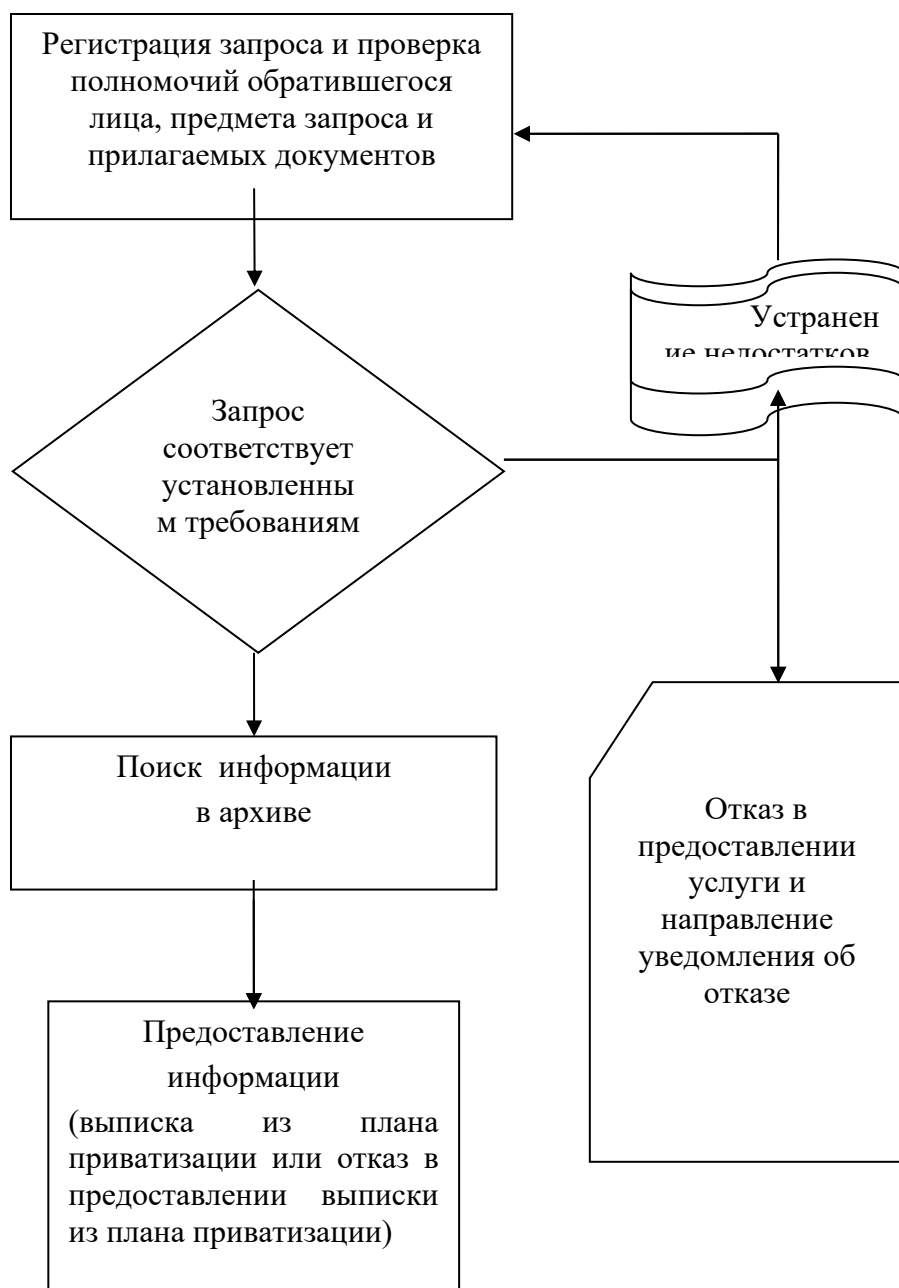 Регистрация запроса и проверка
полномочий обратившегося
лица, предмета запроса и
прилагаемых документов
Устранен
ие недостатков
Запрос
соответствует
установленны
м требованиям
Поиск информации
в архиве
Отказ в
предоставлении
услуги и
направление
уведомления об
отказе
Предоставление
информации
(выписка из плана
приватизации или отказ в
предоставлении выписки
из плана приватизации)